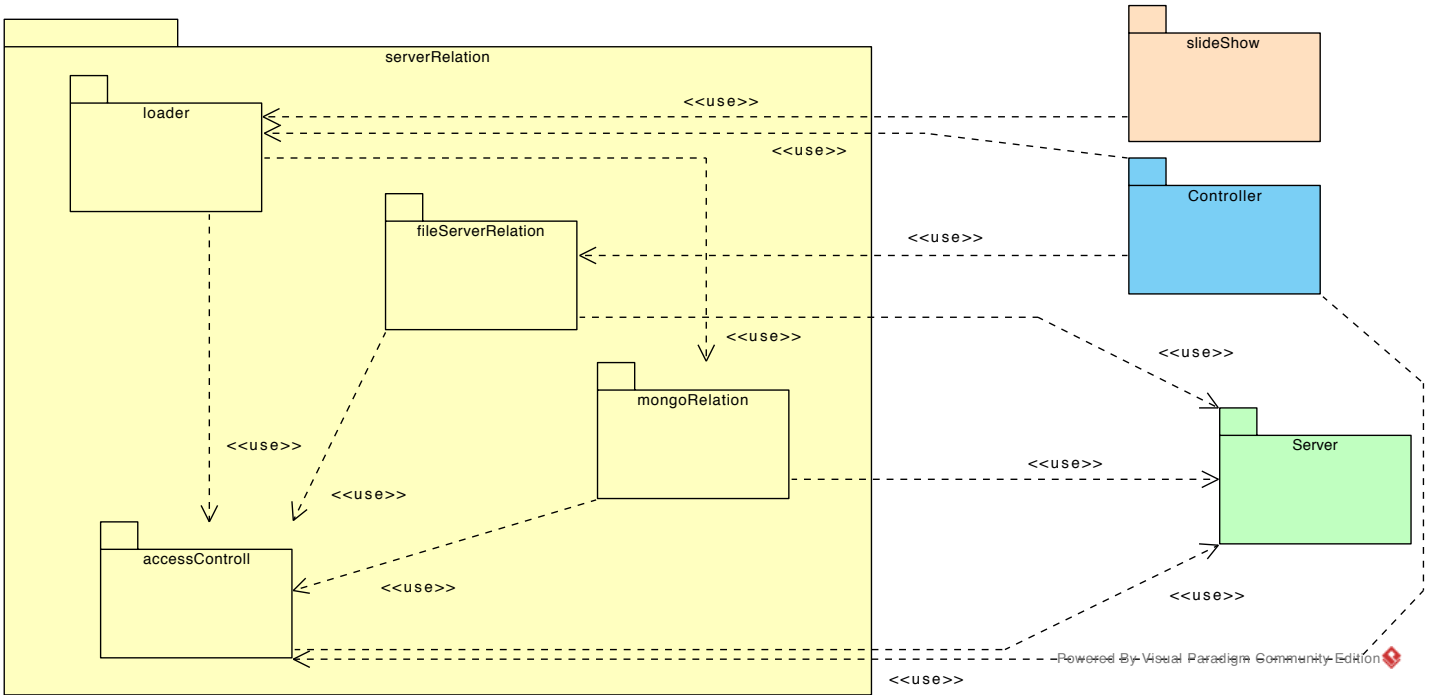 slideShow
serverRelation
<<use>>
loader
<<use>>
Controller
fileServerRelation
<<use>>
<<use>>
<<use>>
mongoRelation
Server
<<use>>
<<use>>
<<use>>
accessControll
<<use>>
<<use>>
Powered By Visual Paradigm Community Edition
<<use>>